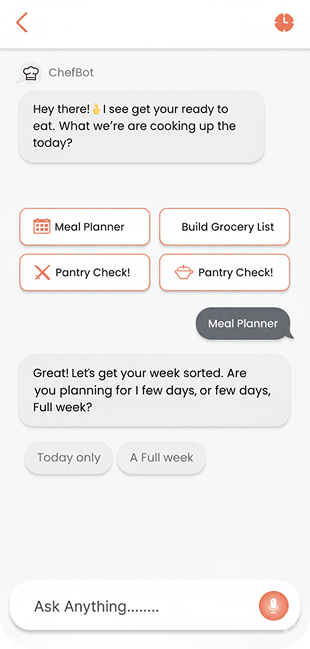 ChefBot
Hey there! I see get your ready to
eat. What we're are cooking up the
today?
Meal Planner
Build Grocery List
Pantry Check!
Pantry Check!
Meal Planner
Great! Let's get your week sorted. Are
you planning for I few days, or few days,
Full week?
Today only
A Full week
Ask Anything........